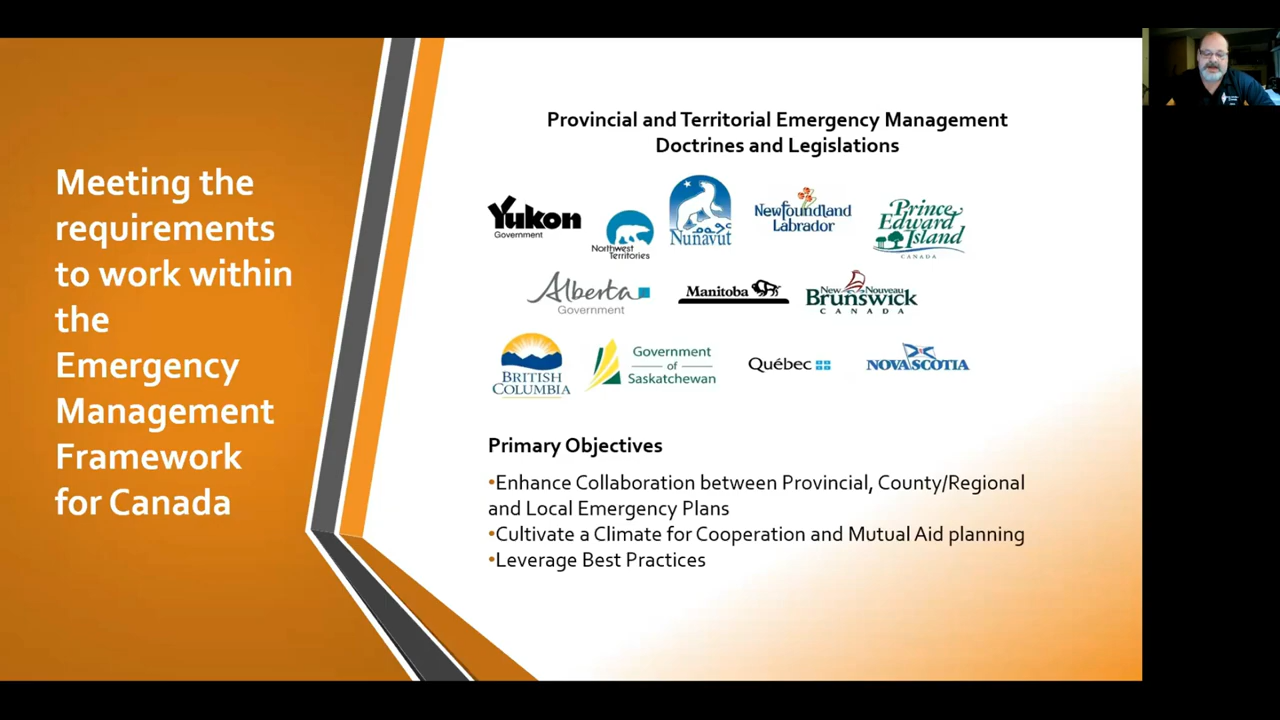 Meeting the
requirements
to work within
the
Emergency
Management
Framework
for Canada
Provincial and Territorial Emergency Management
Doctrines and Legislations
Yukon
Government
Northwest
Territories
Nunavut
ᓄᓇᕗᑦ
Newfoundland
Labrador
Prince
Edward
Island
CANADA
Alberta
Government
Manitoba
New Nouveau
Brunswick
CANADA
BRITISH
COLUMBIA
Government
of
Saskatchewan
Québec
NOVA SCOTIA
Primary Objectives
•Enhance Collaboration between Provincial, County/Regional
and Local Emergency Plans
•Cultivate a Climate for Cooperation and Mutual Aid planning
•Leverage Best Practices